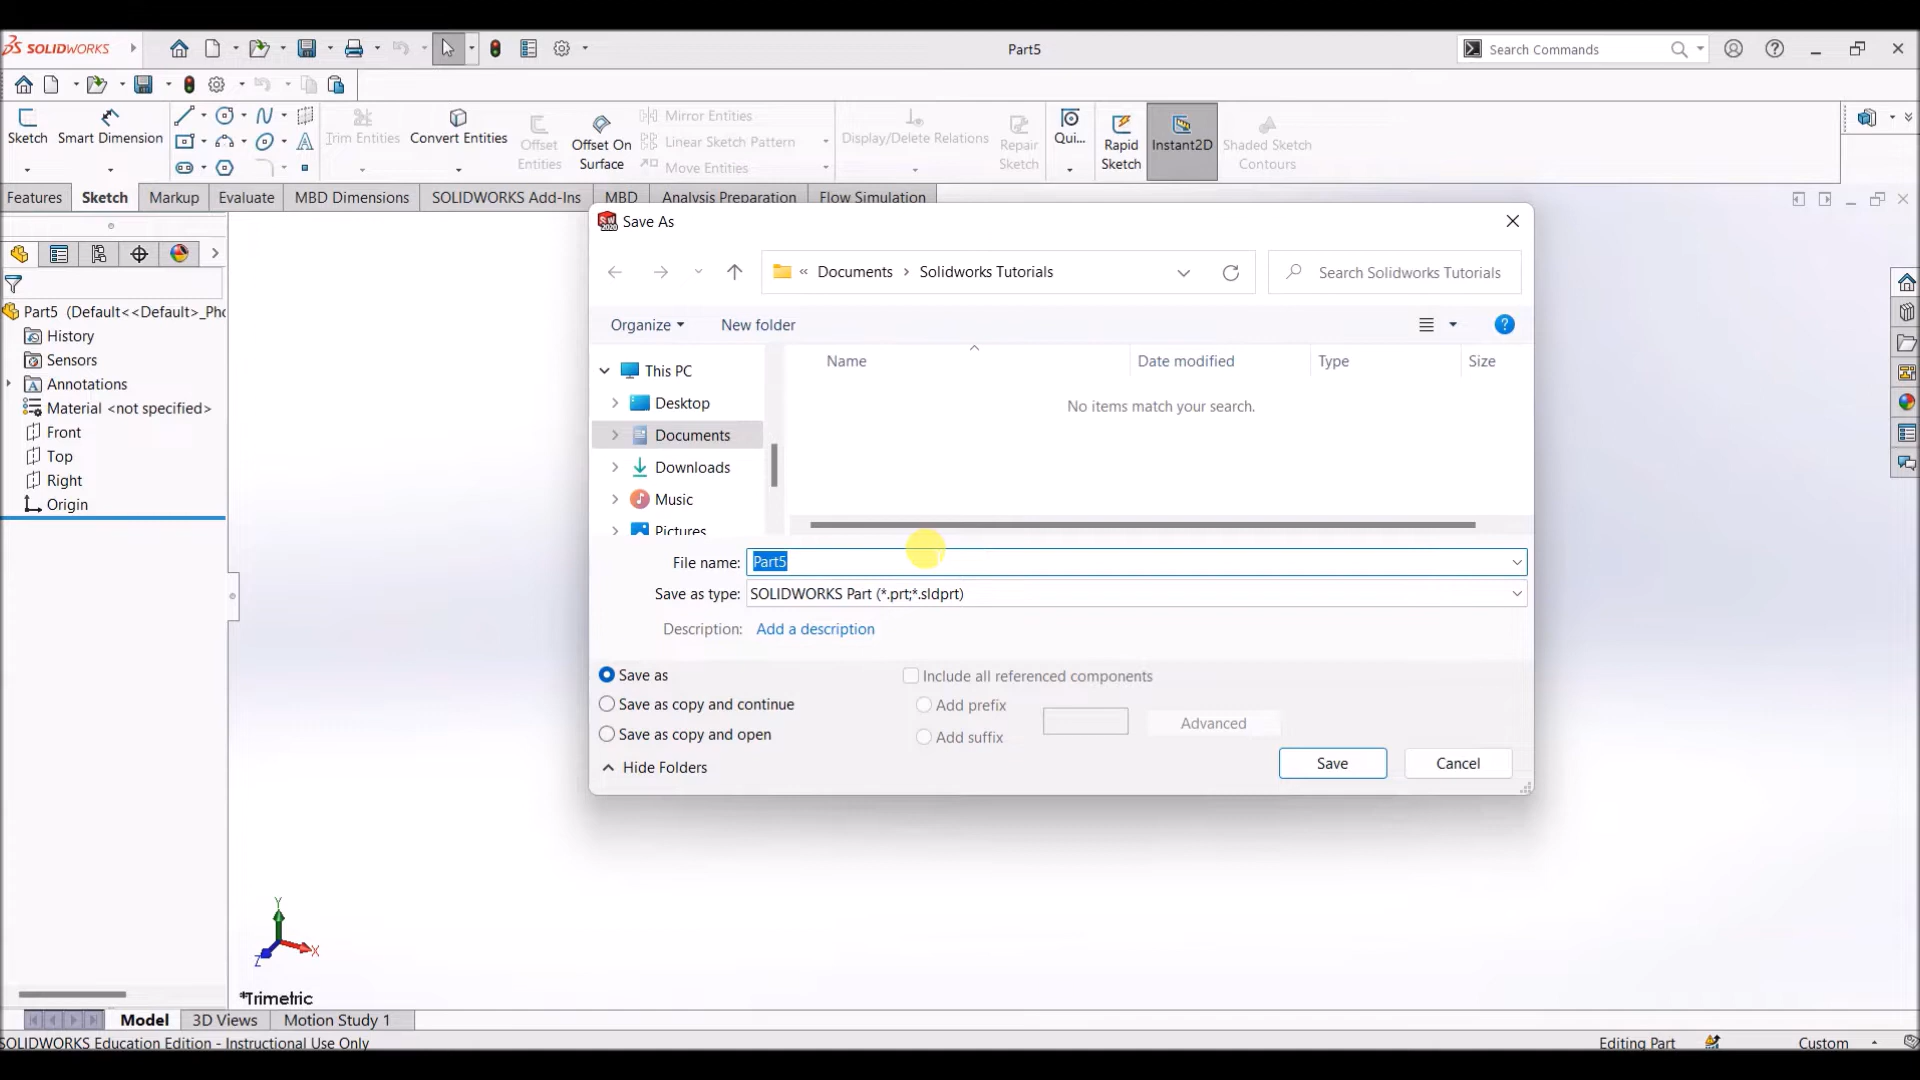 SOLIDWORKS
Part5
Search Commands
Sketch
Smart Dimension
Trim Entities
Convert Entities
Offset Entities
Offset On Surface
Mirror Entities
Linear Sketch Pattern
Move Entities
Display/Delete Relations
Repair Sketch
Qui...
Rapid Sketch
Instant2D
Shaded Sketch Contours
Features
Sketch
Markup
Evaluate
MBD Dimensions
SOLIDWORKS Add-Ins
MBD
Analysis Preparation
Flow Simulation
Part5 (Default<<Default>_Pho
History
Sensors
Annotations
Material <not specified>
Front
Top
Right
Origin
Save As
« Documents › Solidworks Tutorials
Search Solidworks Tutorials
Organize
New folder
This PC
Desktop
Documents
Downloads
Music
Pictures
Name
Date modified
Type
Size
No items match your search.
File name: Part5
Save as type: SOLIDWORKS Part (*.prt;*.sldprt)
Description: Add a description
Save as
Save as copy and continue
Save as copy and open
Include all referenced components
Add prefix
Add suffix
Advanced
Hide Folders
Save
Cancel
Y
X
Z
*Trimetric
Model
3D Views
Motion Study 1
SOLIDWORKS Education Edition - Instructional Use Only
Editing Part
Custom